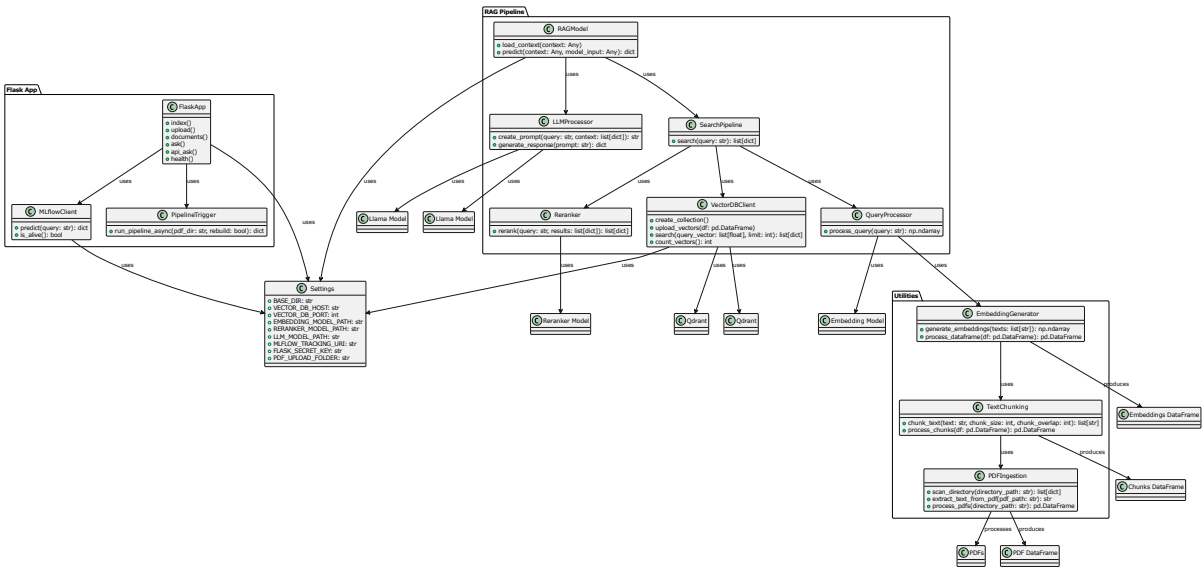 RAG Pipeline
C RAGModel
load_context(context: Any)
predict(context: Any, model_input: Any): dict
uses
uses
uses
Flask App
C FlaskApp
index()
upload()
documents()
ask()
api_ask()
health()
uses
uses
uses
C LLMProcessor
create_prompt(query: str, context: list[dict]): str
generate_response(prompt: str): dict
C SearchPipeline
search(query: str): list[dict]
uses
uses
uses
uses
uses
C MLflowClient
predict(query: str): dict
is_alive(): bool
C PipelineTrigger
run_pipeline_async(pdf_dir: str, rebuild: bool): dict
C Llama Model
C Llama Model
C Reranker
rerank(query: str, results: list[dict]): list[dict]
C VectorDBClient
create_collection()
upload_vectors(df: pd.DataFrame)
search(query_vector: list[float], limit: int): list[dict]
count_vectors(): int
C QueryProcessor
process_query(query: str): np.ndarray
uses
uses
uses
uses
uses
uses
uses
C Settings
BASE_DIR: str
VECTOR_DB_HOST: str
VECTOR_DB_PORT: int
EMBEDDING_MODEL_PATH: str
RERANKER_MODEL_PATH: str
LLM_MODEL_PATH: str
MLFLOW_TRACKING_URI: str
FLASK_SECRET_KEY: str
PDF_UPLOAD_FOLDER: str
C Reranker Model
C Qdrant
C Qdrant
C Embedding Model
Utilities
C EmbeddingGenerator
generate_embeddings(texts: list[str]): np.ndarray
process_dataframe(df: pd.DataFrame): pd.DataFrame
uses
produces
C TextChunking
chunk_text(text: str, chunk_size: int, chunk_overlap: int): list[str]
process_chunks(df: pd.DataFrame): pd.DataFrame
C Embeddings DataFrame
uses
produces
C PDFIngestion
scan_directory(directory_path: str): list[dict]
extract_text_from_pdf(pdf_path: str): str
process_pdfs(directory_path: str): pd.DataFrame
C Chunks DataFrame
processes
produces
C PDFs
C PDF DataFrame